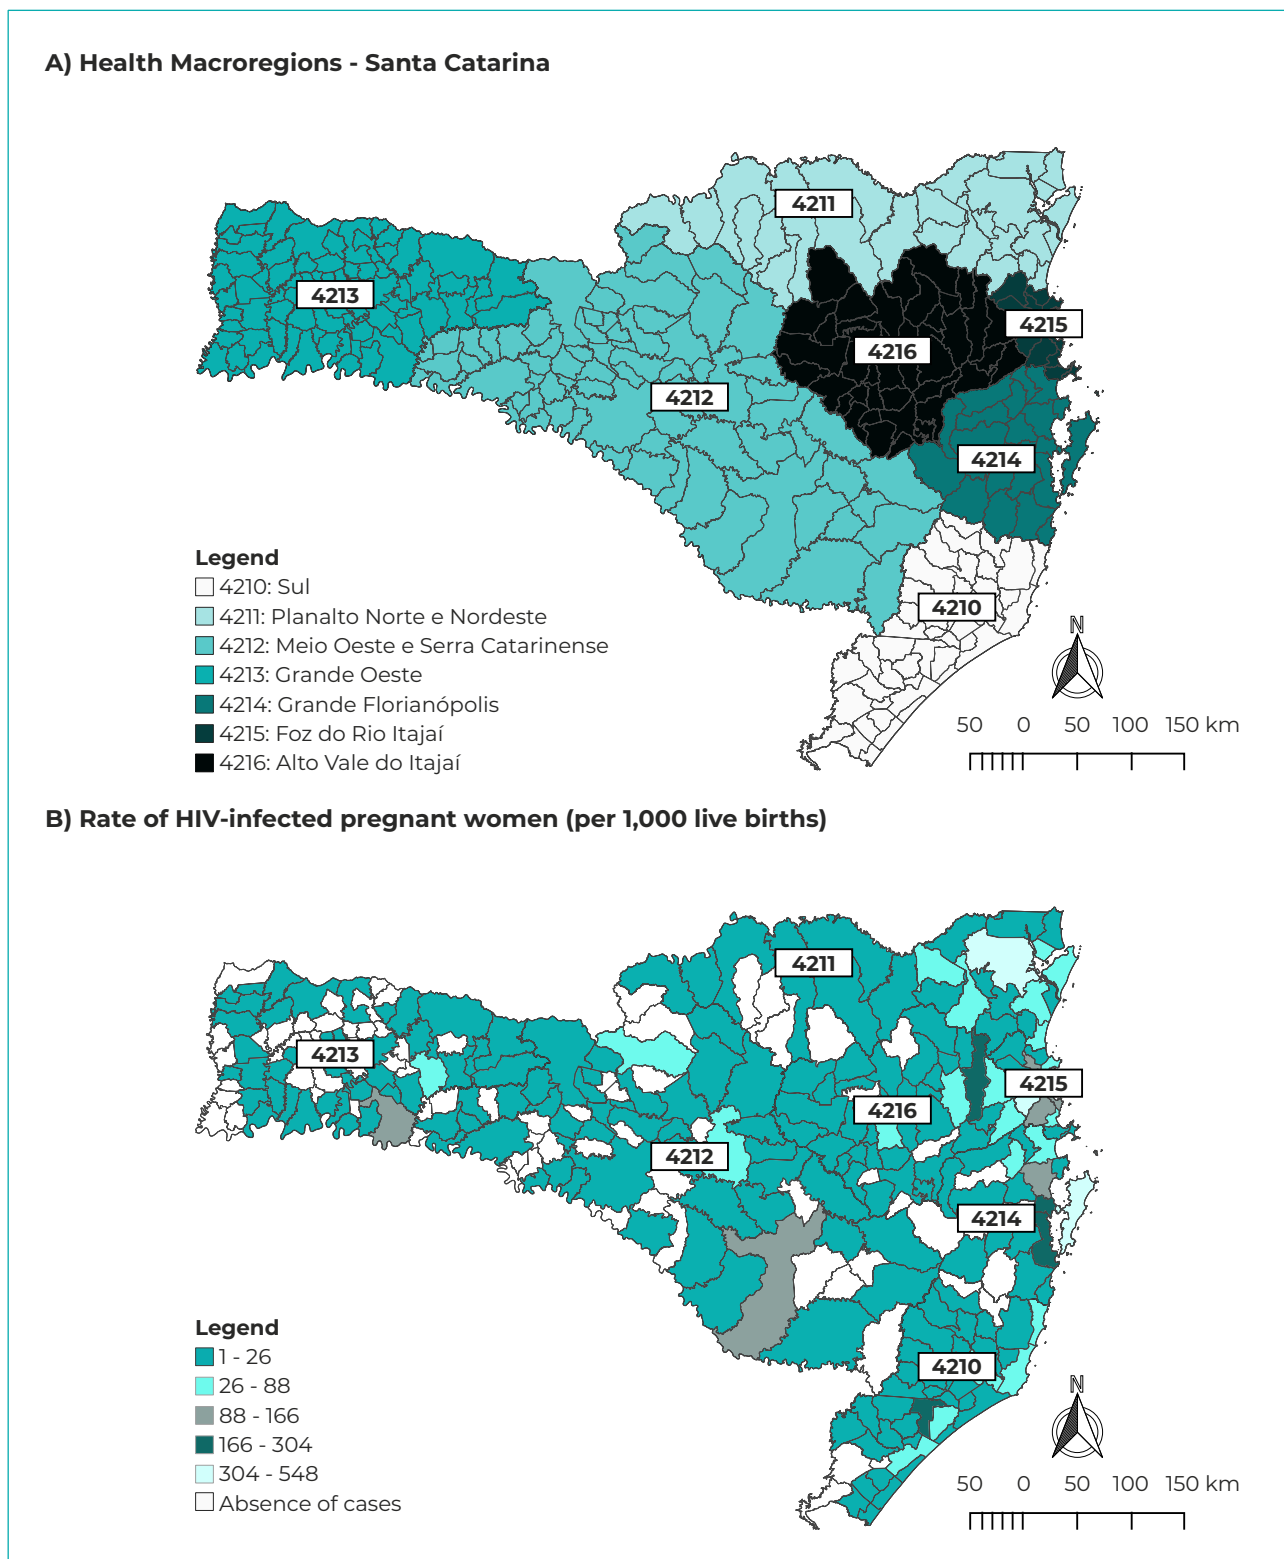 A) Health Macroregions - Santa Catarina
4211
4213
4215
4216
4212
4214
Legend
4210: Sul
4210
4211: Planalto Norte e Nordeste
N
4212: Meio Oeste e Serra Catarinense
4213: Grande Oeste
4214: Grande Florianópolis
50 0 50 100 150 km
4215: Foz do Rio Itajaí
4216: Alto Vale do Itajaí
B) Rate of HIV-infected pregnant women (per 1,000 live births)
4211
4213
4215
4216
4212
4214
Legend
1 - 26
4210
26 - 88
N
88 - 166
166 - 304
304 - 548
50 0 50 100 150 km
Absence of cases